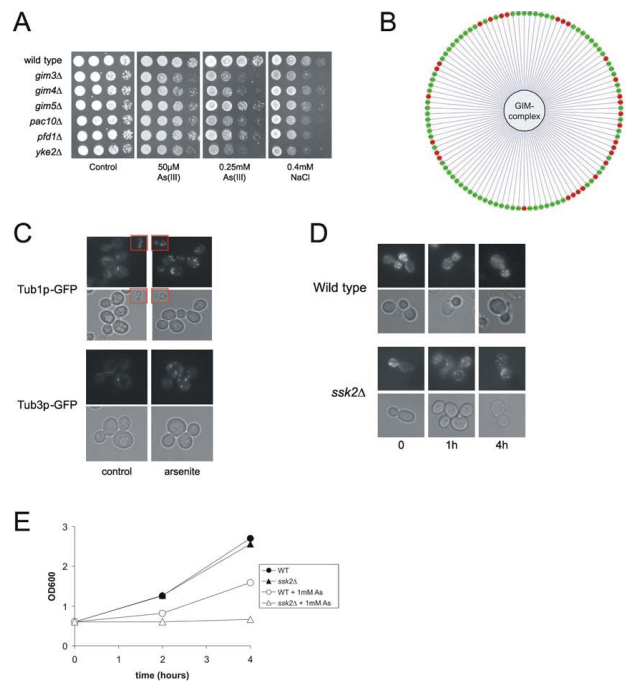 A
wild type
gim3Δ
gim4Δ
gim5Δ
pac10Δ
pfd1Δ
yke2Δ
Control
50µM
As(III)
0.25mM
As(III)
0.4mM
NaCl
B
GIM-
complex
C
Tub1p-GFP
Tub3p-GFP
control
arsenite
D
Wild type
ssk2Δ
0
1h
4h
E
3
2
1
0
OD600
0
2
4
time (hours)
WT
ssk2Δ
WT + 1mM As
ssk2Δ + 1mM As